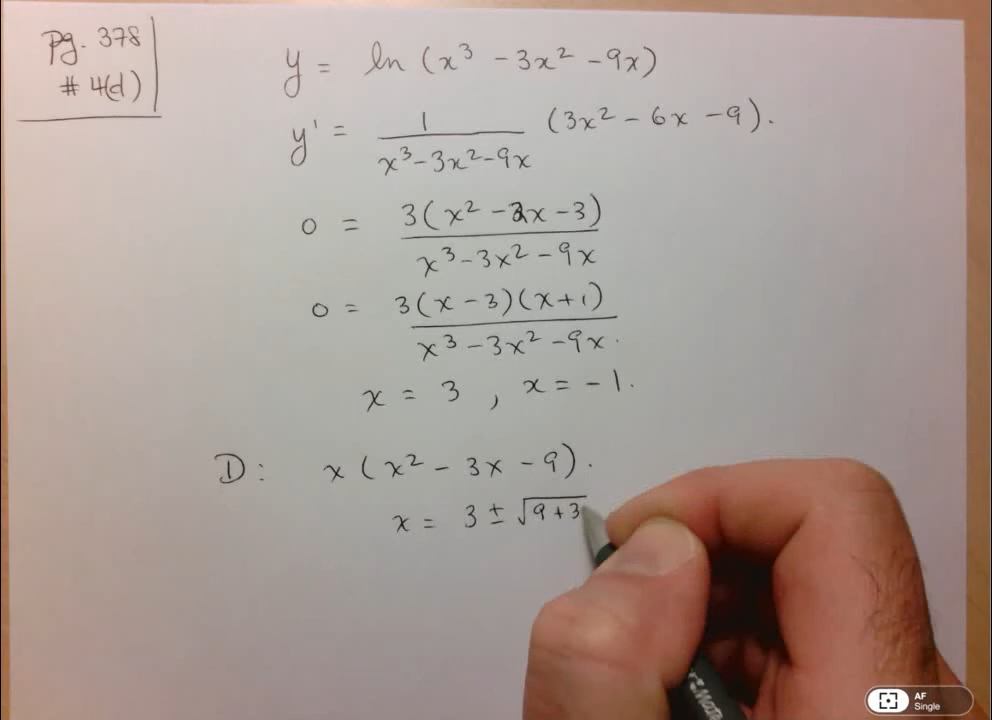 Pg. 378
# 4(d)
y = ln (x³ - 3x² - 9x)
y' = 1 / (x³ - 3x² - 9x) (3x² - 6x - 9).
0 = 3(x² - 2x - 3) / (x³ - 3x² - 9x)
0 = 3(x - 3)(x + 1) / (x³ - 3x² - 9x).
x = 3 , x = -1.
D: x (x² - 3x - 9).
x = 3 ± √(9 + 3
AF
Single